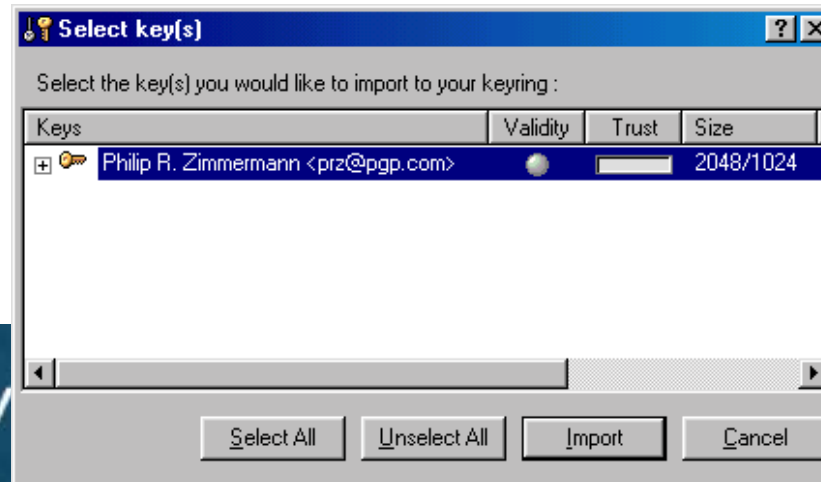 Select key(s)
Select the key(s) you would like to import to your keyring :
Keys Validity Trust Size
Philip R. Zimmermann <prz@pgp.com> 2048/1024
Select All Unselect All Import Cancel